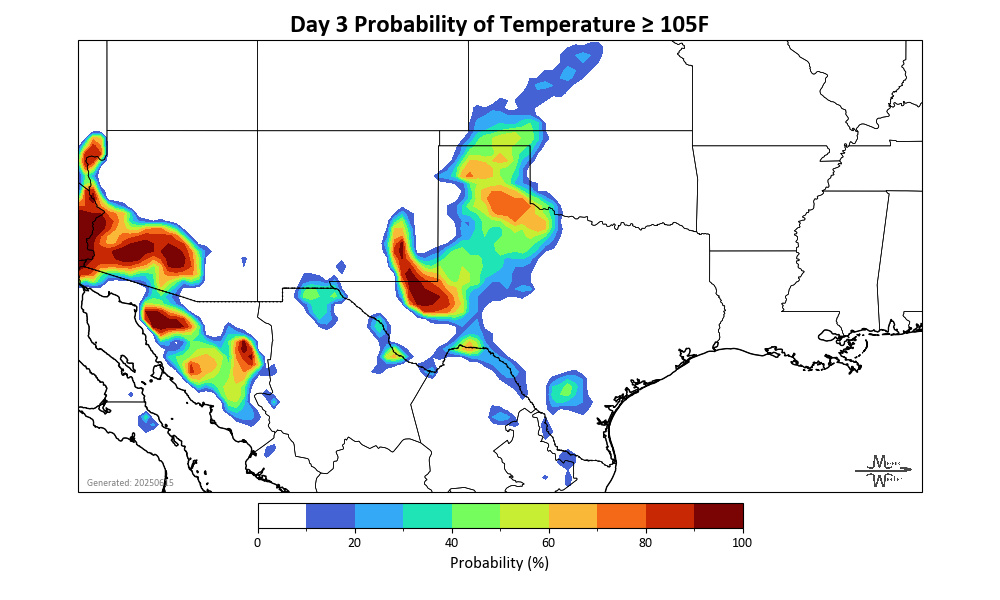 Day 3 Probability of Temperature ≥ 105F
Generated: 20250615
0 20 40 60 80 100
Probability (%)